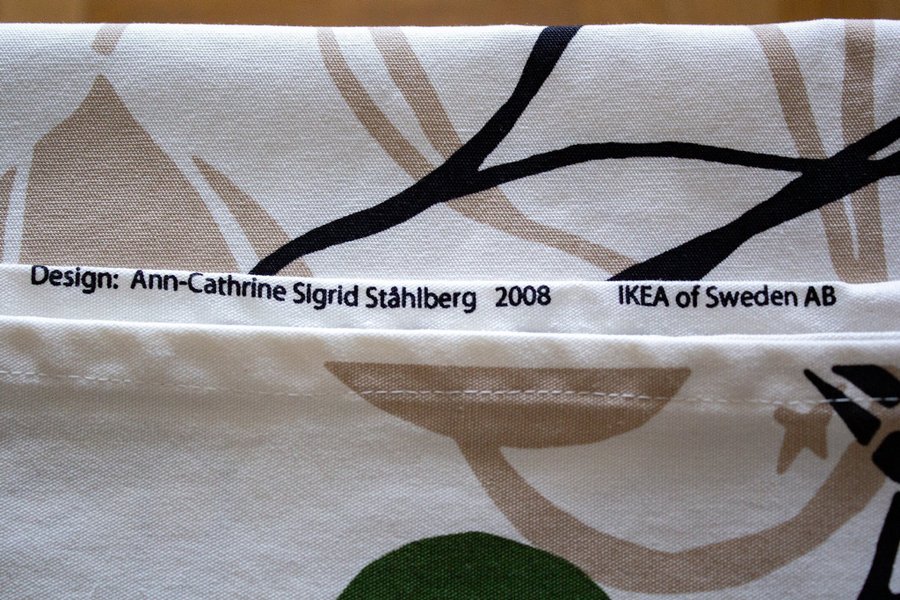 Design: Ann-Cathrine Sigrid Ståhlberg 2008 IKEA of Sweden AB